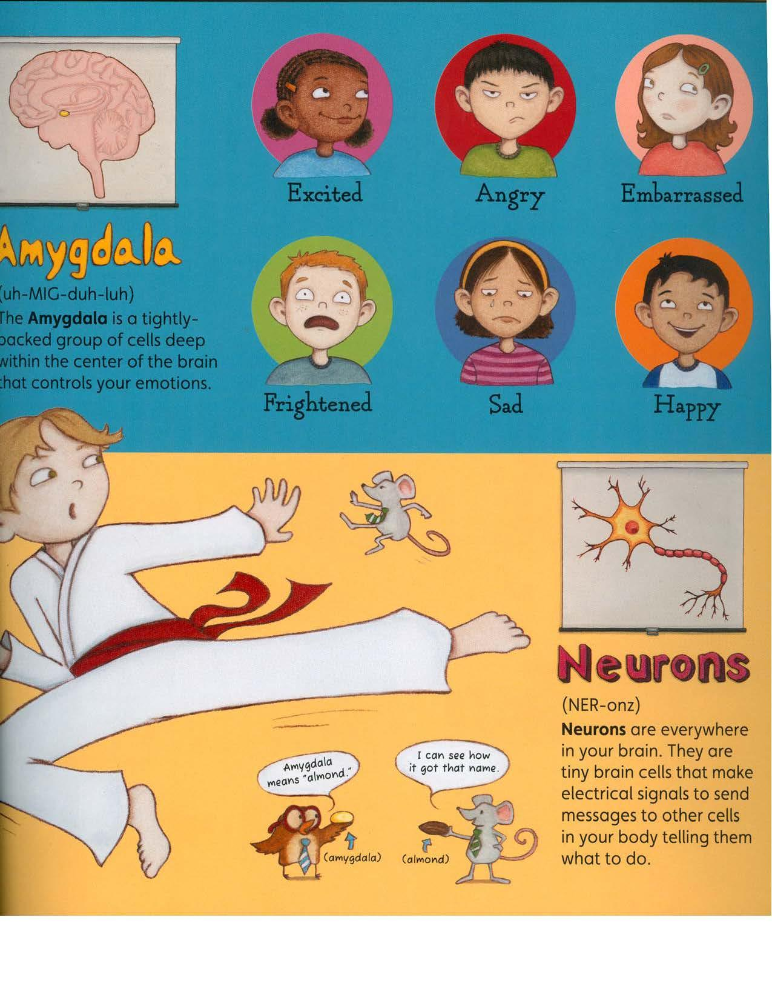 Excited
Angry
Embarrassed
Frightened
Sad
Happy
Amygdala
(uh-MIG-duh-luh)
The Amygdala is a tightly-
packed group of cells deep
within the center of the brain
that controls your emotions.
Amygdala
means "almond."
I can see how
it got that name.
(amygdala)
(almond)
Neurons
(NER-onz)
Neurons are everywhere
in your brain. They are
tiny brain cells that make
electrical signals to send
messages to other cells
in your body telling them
what to do.